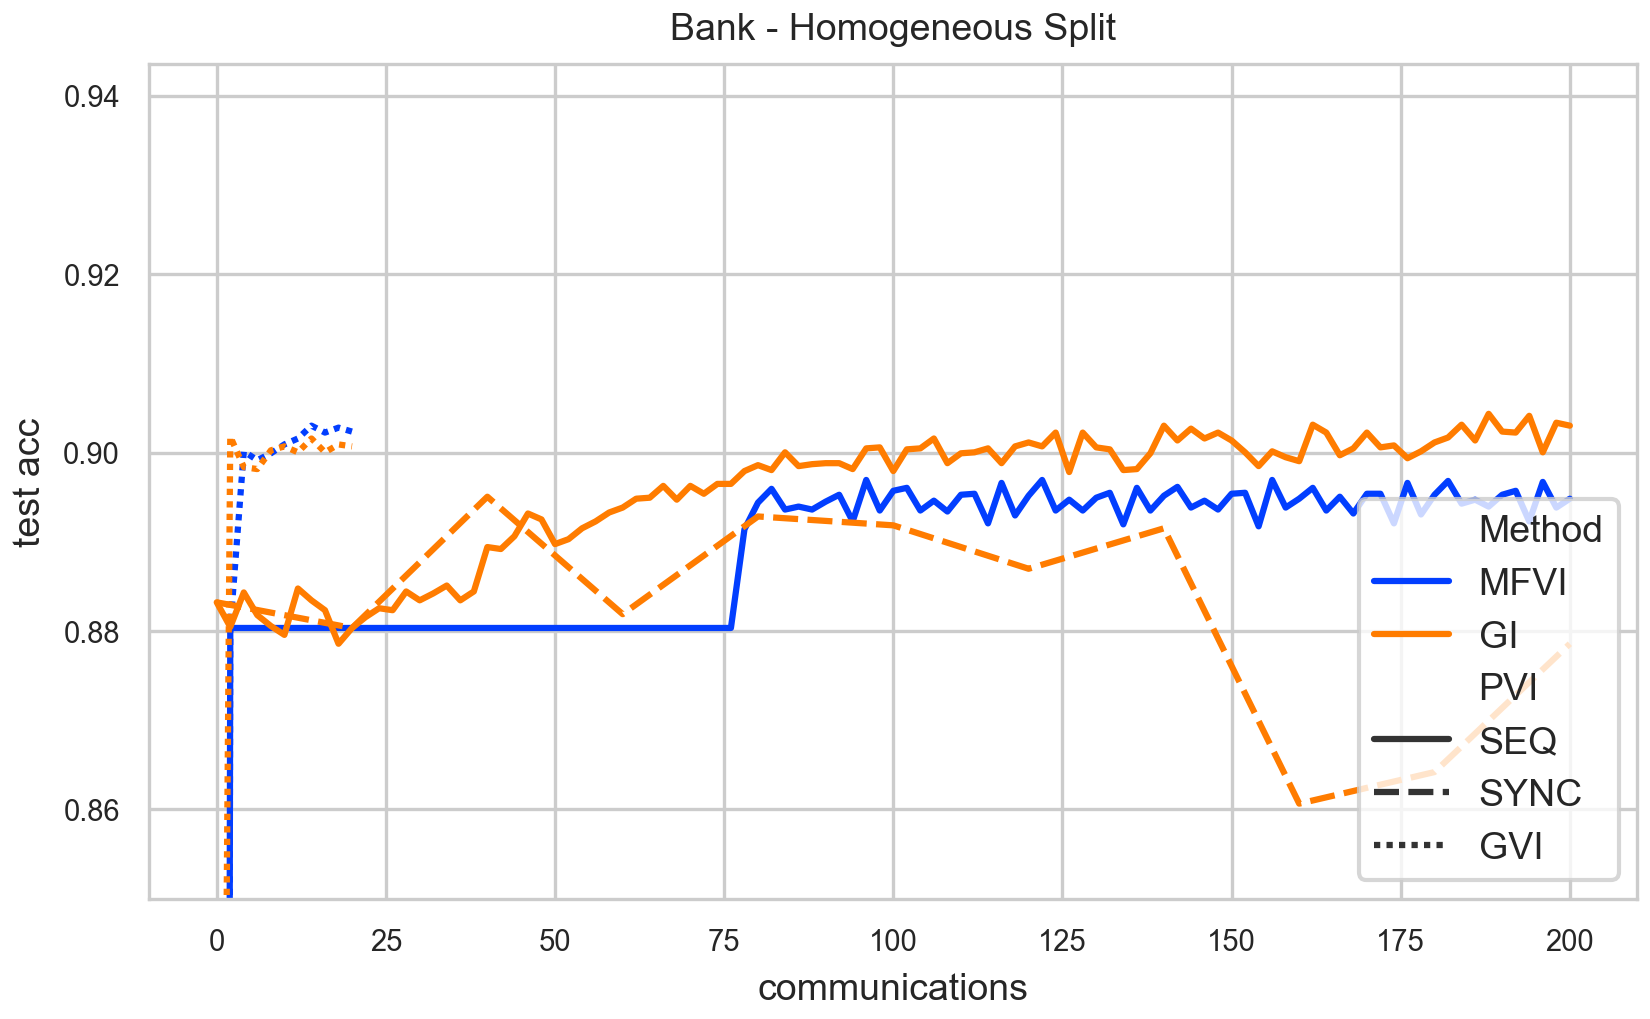 Bank - Homogeneous Split
0.94
0.92
0.90
0.88
0.86
test acc
0
25
50
75
100
125
150
175
200
communications
Method
MFVI
GI
PVI
SEQ
SYNC
GVI